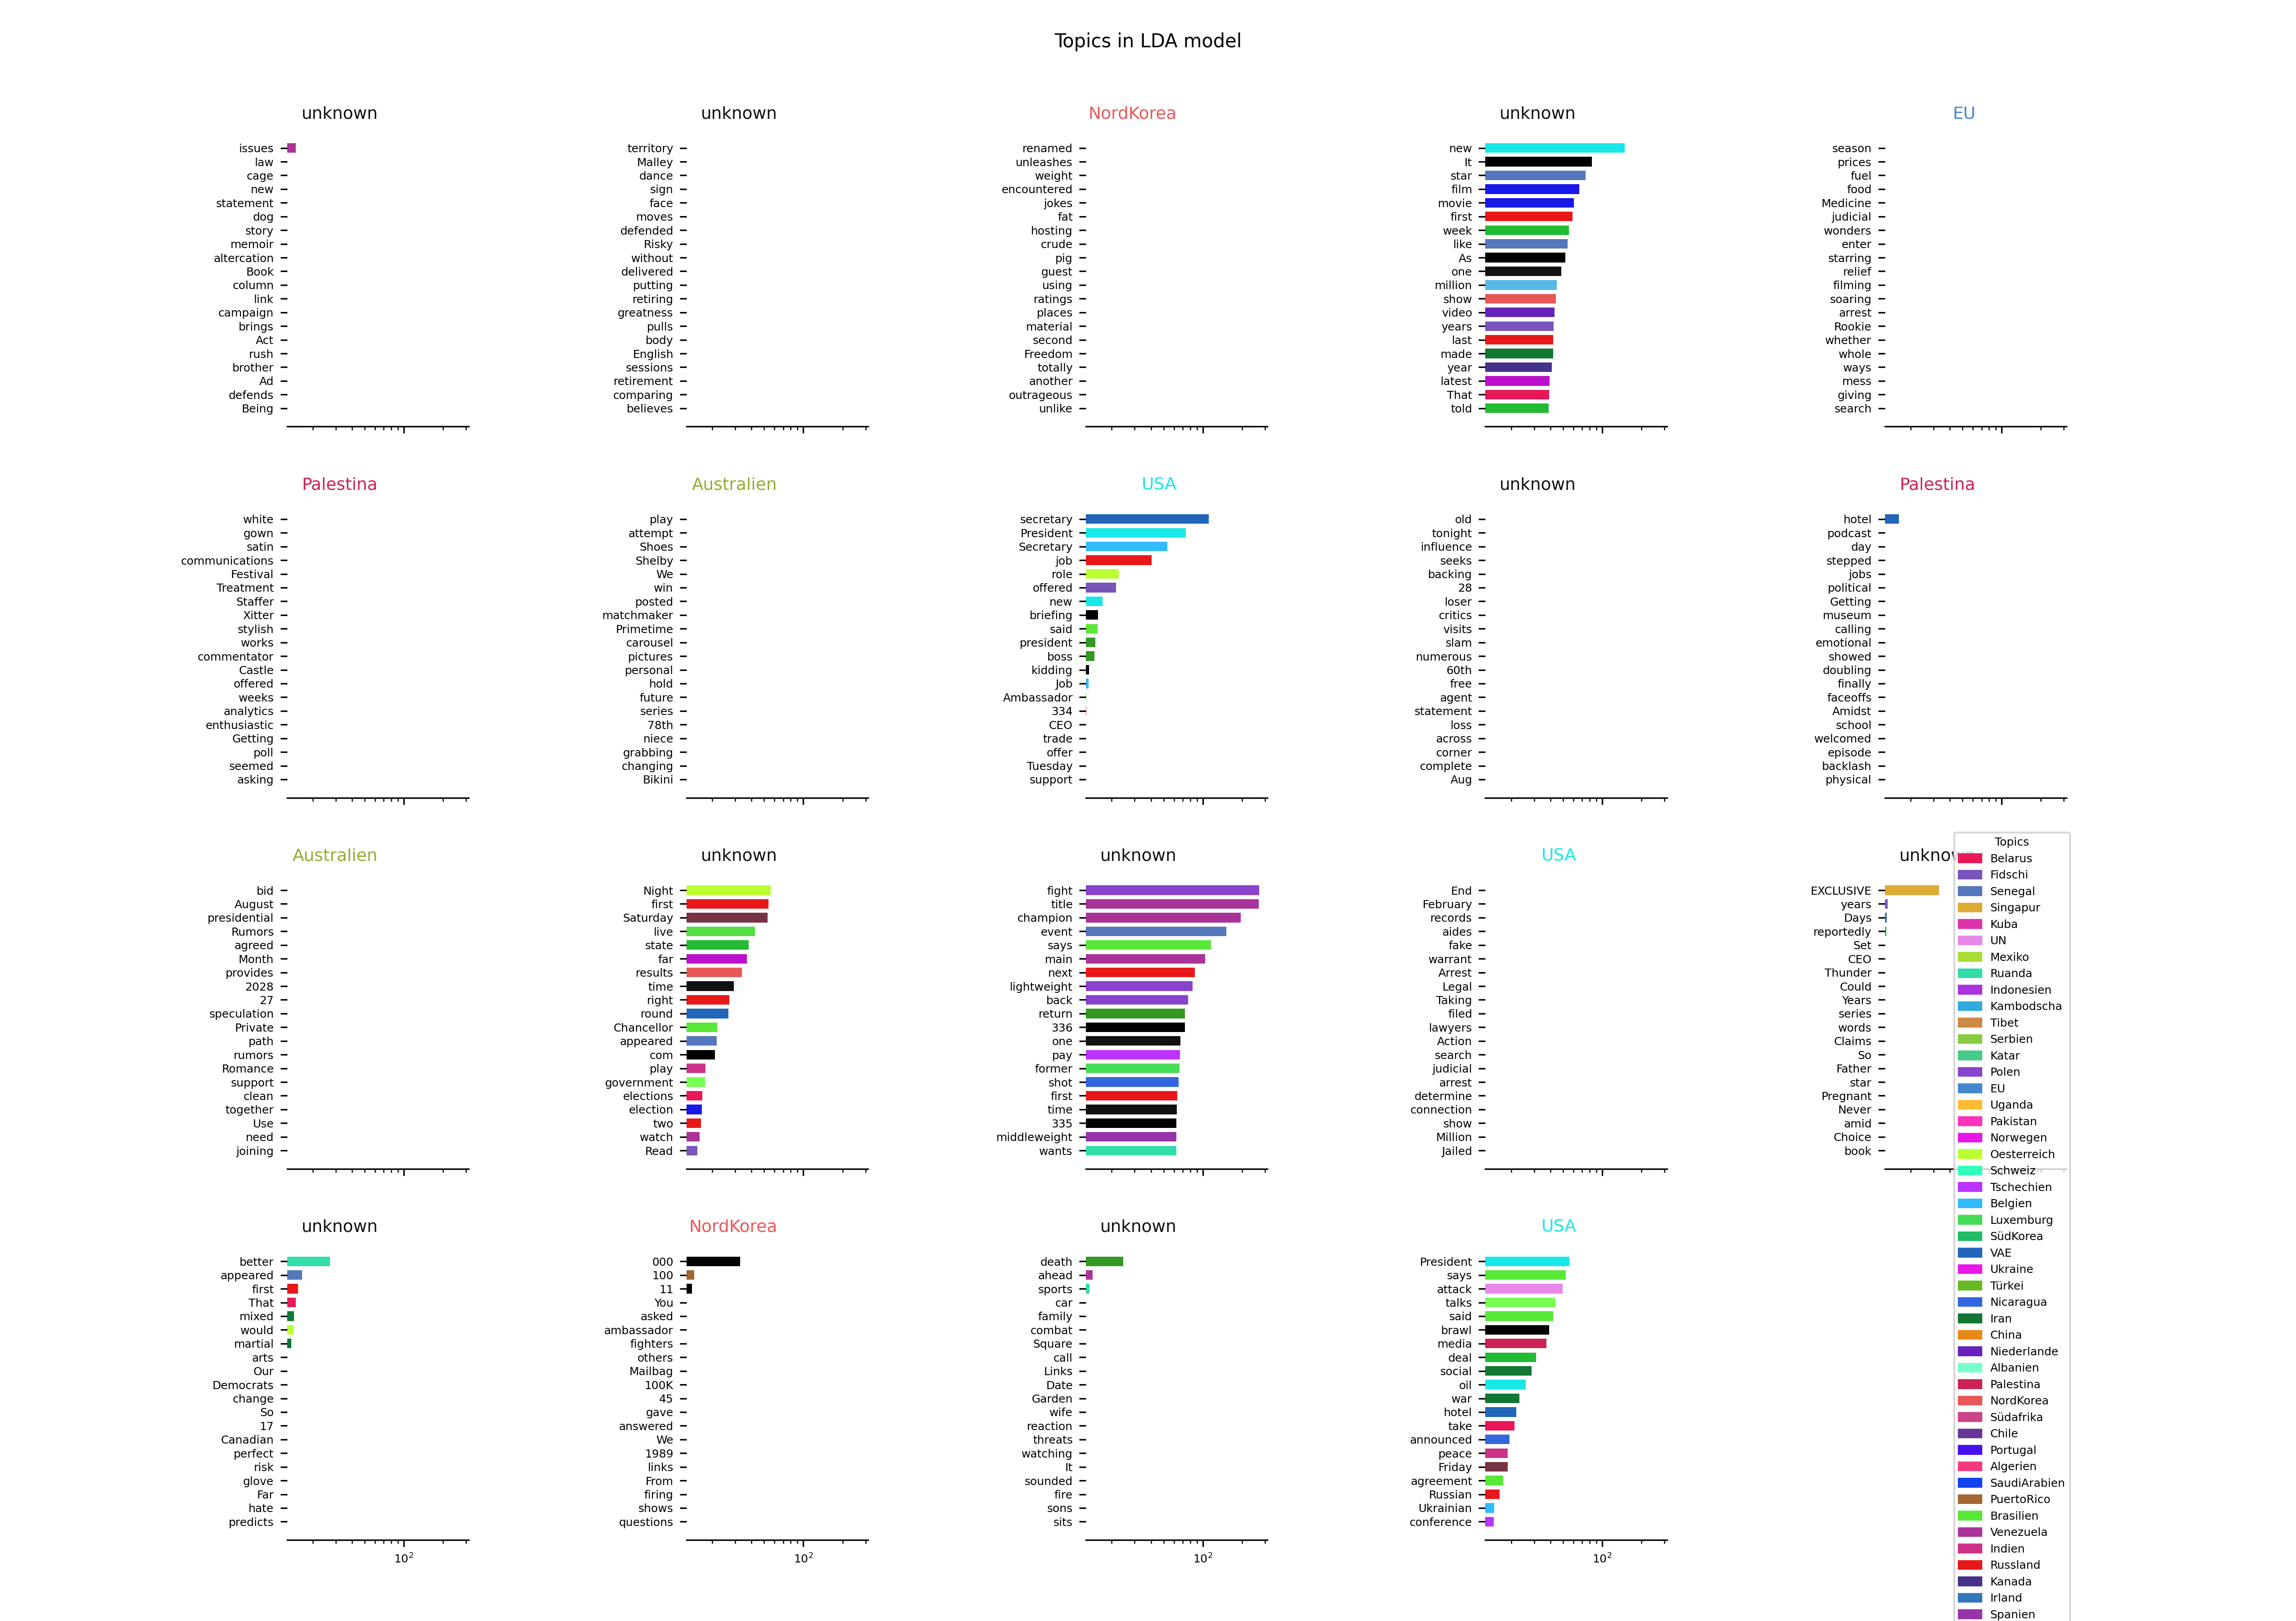 Topics in LDA model
unknown
issues
law
cage
new
statement
dog
story
memoir
altercation
Book
column
link
campaign
brings
Act
rush
brother
Ad
defends
Being
unknown
territory
Malley
dance
sign
face
moves
defended
Risky
without
delivered
putting
retiring
greatness
pulls
body
English
sessions
retirement
comparing
believes
NordKorea
renamed
unleashes
weight
encountered
jokes
fat
hosting
crude
pig
guest
using
ratings
places
material
second
Freedom
totally
another
outrageous
unlike
unknown
new
It
star
film
movie
first
week
like
As
one
million
show
video
years
last
made
year
latest
That
told
EU
season
prices
fuel
food
Medicine
judicial
wonders
enter
starring
relief
filming
soaring
arrest
Rookie
whether
whole
ways
mess
giving
search
Palestina
white
gown
satin
communications
Festival
Treatment
Staffer
Xitter
stylish
works
commentator
Castle
offered
weeks
analytics
enthusiastic
Getting
poll
seemed
asking
Australien
play
attempt
Shoes
Shelby
We
win
posted
matchmaker
Primetime
carousel
pictures
personal
hold
future
series
78th
niece
grabbing
changing
Bikini
USA
secretary
President
Secretary
job
role
offered
new
briefing
said
president
boss
kidding
Job
Ambassador
334
CEO
trade
offer
Tuesday
support
unknown
old
tonight
influence
seeks
backing
28
loser
critics
visits
slam
numerous
60th
free
agent
statement
loss
across
corner
complete
Aug
Palestina
hotel
podcast
day
stepped
jobs
political
Getting
museum
calling
emotional
showed
doubling
finally
faceoffs
Amidst
school
welcomed
episode
backlash
physical
Australien
bid
August
presidential
Rumors
agreed
Month
provides
2028
27
speculation
Private
path
rumors
Romance
support
clean
together
Use
need
joining
unknown
Night
first
Saturday
live
state
far
results
time
right
round
Chancellor
appeared
com
play
government
elections
election
two
watch
Read
unknown
fight
title
champion
event
says
main
next
lightweight
back
return
336
one
pay
former
shot
first
time
335
middleweight
wants
USA
End
February
records
aides
fake
warrant
Arrest
Legal
Taking
filed
lawyers
Action
search
judicial
arrest
determine
connection
show
Million
Jailed
unknown
EXCLUSIVE
years
Days
reportedly
Set
CEO
Thunder
Could
Years
series
words
Claims
So
Father
star
Pregnant
Never
amid
Choice
book
unknown
better
appeared
first
That
mixed
would
martial
arts
Our
Democrats
change
So
17
Canadian
perfect
risk
glove
Far
hate
predicts
10²
NordKorea
000
100
11
You
asked
ambassador
fighters
others
Mailbag
100K
45
gave
answered
We
1989
links
From
firing
shows
questions
10²
unknown
death
ahead
sports
car
family
combat
Square
call
Links
Date
Garden
wife
reaction
threats
watching
It
sounded
fire
sons
sits
10²
USA
President
says
attack
talks
said
brawl
media
deal
social
oil
war
hotel
take
announced
peace
Friday
agreement
Russian
Ukrainian
conference
10²
Topics
Belarus
Fidschi
Senegal
Singapur
Kuba
UN
Mexiko
Ruanda
Indonesien
Kambodscha
Tibet
Serbien
Katar
Polen
EU
Uganda
Pakistan
Norwegen
Oesterreich
Schweiz
Tschechien
Belgien
Luxemburg
SüdKorea
VAE
Ukraine
Türkei
Nicaragua
Iran
China
Niederlande
Albanien
Palestina
NordKorea
Südafrika
Chile
Portugal
Algerien
SaudiArabien
PuertoRico
Brasilien
Venezuela
Indien
Russland
Kanada
Irland
Spanien